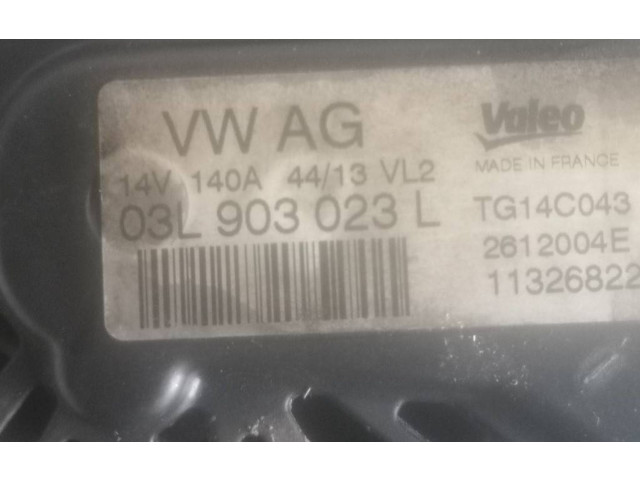 VW AG
14V 140A 44/13 VL2
03L 903 023 L
Valeo
MADE IN FRANCE
TG14C043
2612004E
11326822